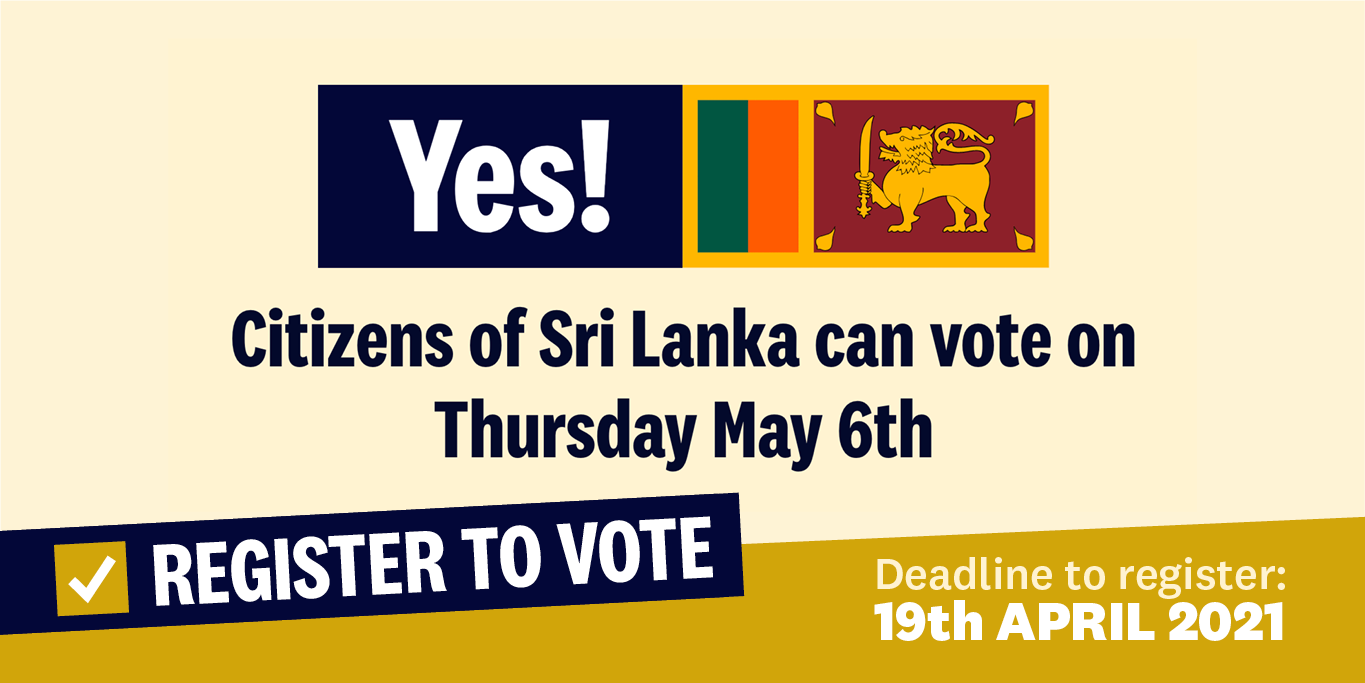 Yes!
Citizens of Sri Lanka can vote on
Thursday May 6th
REGISTER TO VOTE
Deadline to register:
19th APRIL 2021